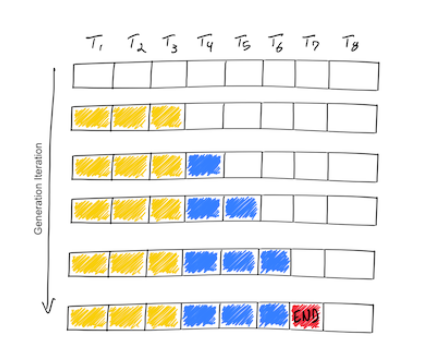 T₁ T₂ T₃ T₄ T₅ T₆ T₇ T₈
Generation Iteration
END